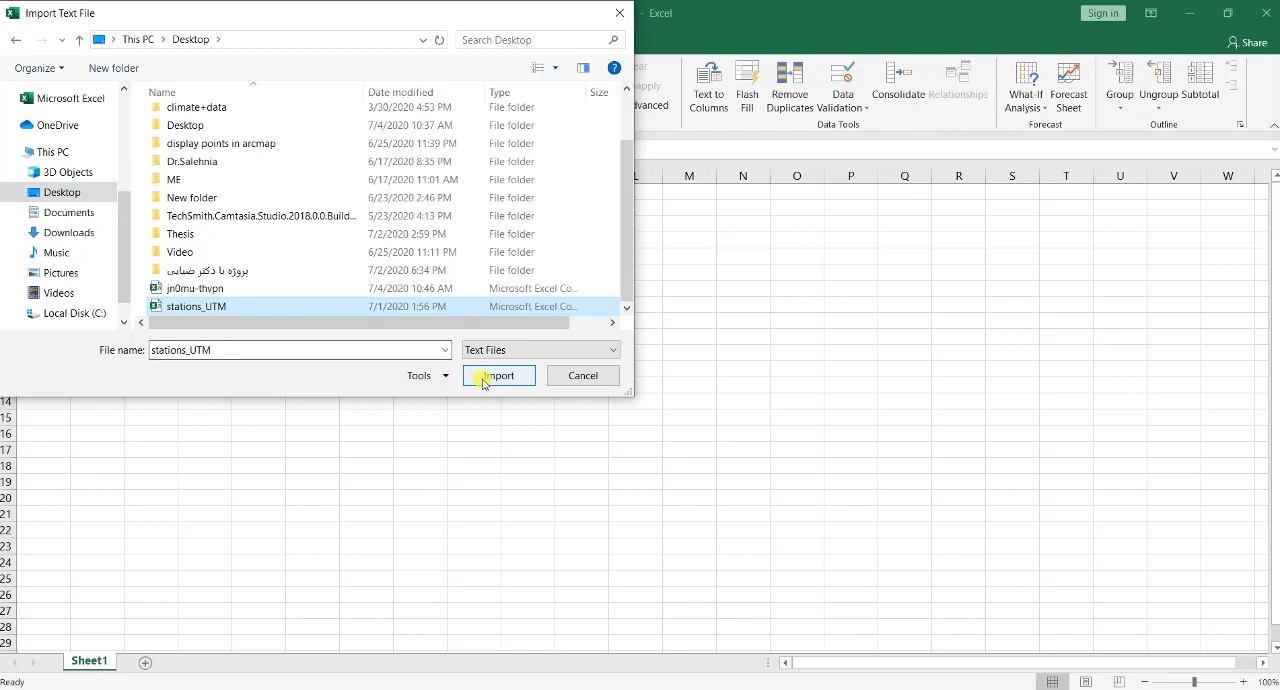 Import Text File
- Excel
Sign in
This PC
Desktop
Search Desktop
Share
Organize
New folder
Name
Date modified
Type
Size
climate+data
3/30/2020 4:53 PM
File folder
Desktop
7/4/2020 10:37 AM
File folder
display points in arcmap
6/25/2020 11:39 PM
File folder
Dr.Salehnia
6/17/2020 8:35 PM
File folder
ME
6/17/2020 11:01 AM
File folder
New folder
6/23/2020 2:46 PM
File folder
TechSmith.Camtasia.Studio.2018.0.0.Build...
5/23/2020 4:13 PM
File folder
Thesis
7/2/2020 2:59 PM
File folder
Video
6/25/2020 11:11 PM
File folder
پروژه با دکتر ضیایی
7/2/2020 6:34 PM
File folder
jn0mu-thvpn
7/4/2020 10:46 AM
Microsoft Excel Co...
stations_UTM
7/1/2020 1:56 PM
Microsoft Excel Co...
Microsoft Excel
OneDrive
This PC
3D Objects
Desktop
Documents
Downloads
Music
Pictures
Videos
Local Disk (C:)
File name:
stations_UTM
Text Files
Tools
Import
Cancel
Text to Columns
Flash Fill
Remove Duplicates
Data Validation
Consolidate
Relationships
Data Tools
What-If Analysis
Forecast Sheet
Forecast
Group
Ungroup
Subtotal
Outline
L M N O P Q R S T U V W
14
15
16
17
18
19
20
21
22
23
24
25
26
27
28
29
Sheet1
Ready
100%